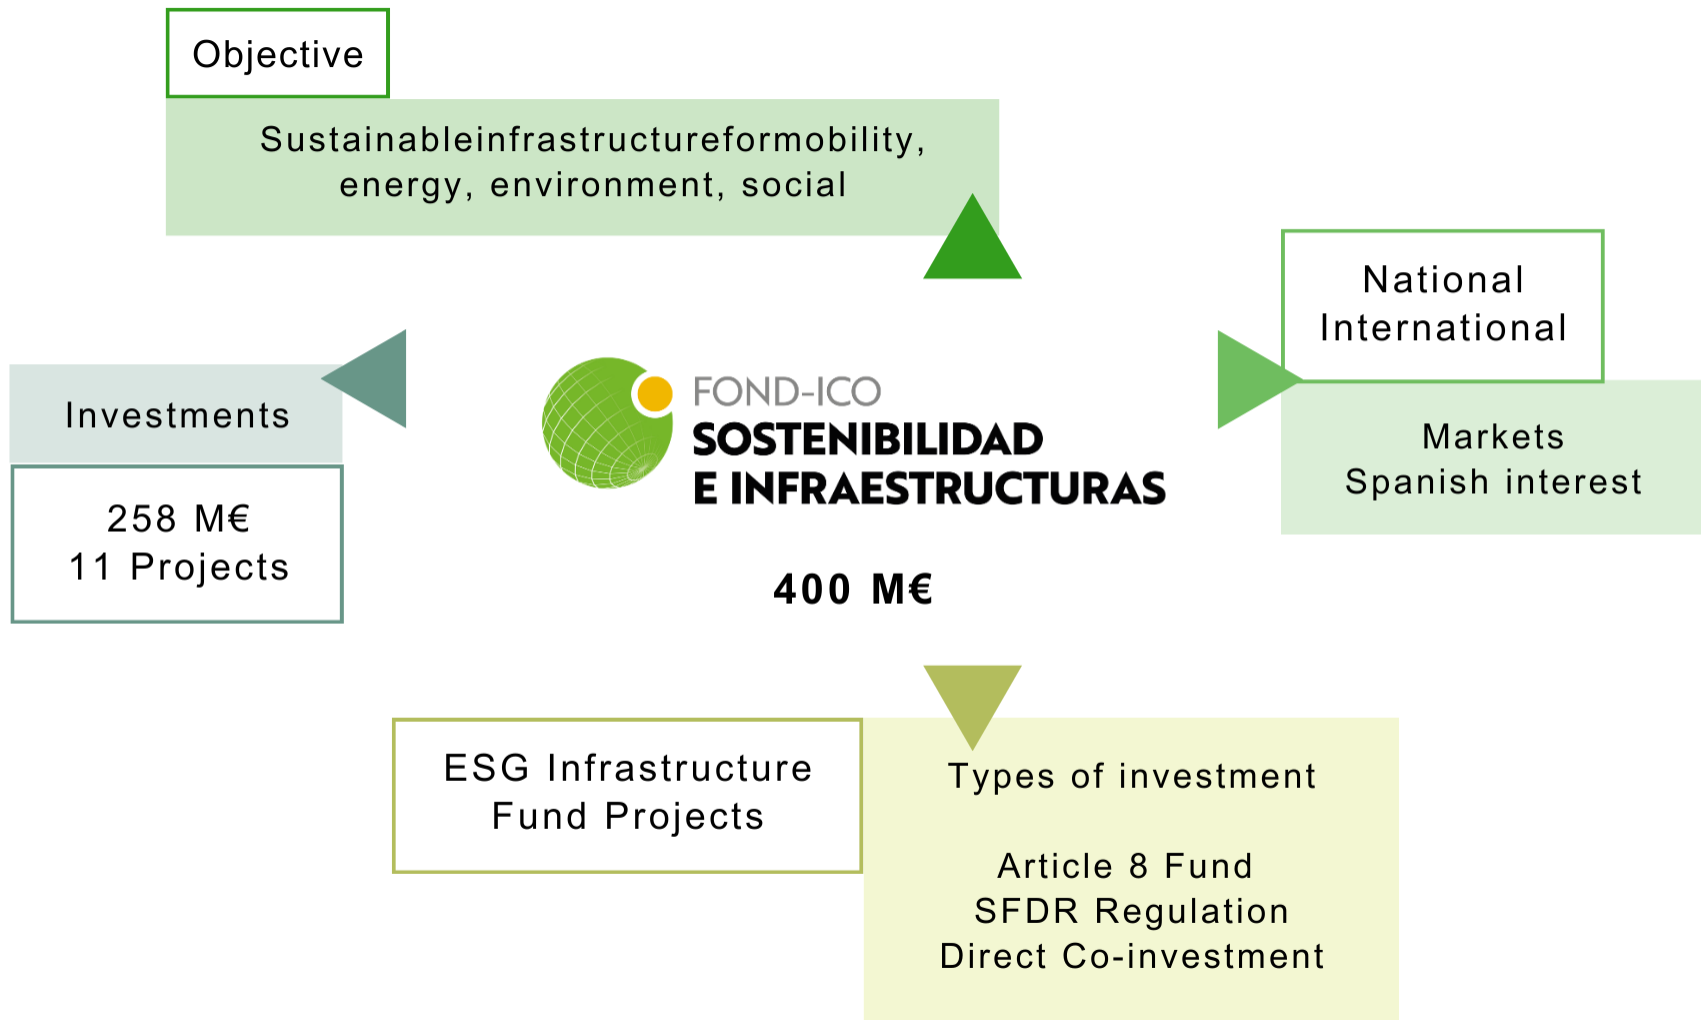 Objective
Sustainableinfrastructureformobility,
energy, environment, social
National
International
Markets
Spanish interest
Investments
258 M€
11 Projects
FOND-ICO
SOSTENIBILIDAD
E INFRAESTRUCTURAS
400 M€
ESG Infrastructure
Fund Projects
Types of investment
Article 8 Fund
SFDR Regulation
Direct Co-investment